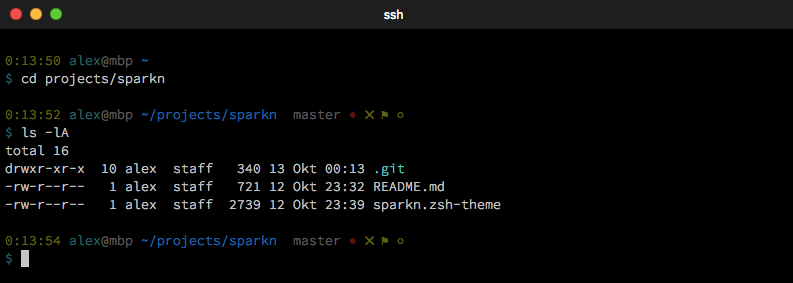 ssh
0:13:50 alex@mbp ~
$ cd projects/sparkn
0:13:52 alex@mbp ~/projects/sparkn  master • ✕ ⚑ ○
$ ls -lA
total 16
drwxr-xr-x  10 alex  staff   340 13 Okt 00:13 .git
-rw-r--r--   1 alex  staff   721 12 Okt 23:32 README.md
-rw-r--r--   1 alex  staff  2739 12 Okt 23:39 sparkn.zsh-theme
0:13:54 alex@mbp ~/projects/sparkn  master • ✕ ⚑ ○
$